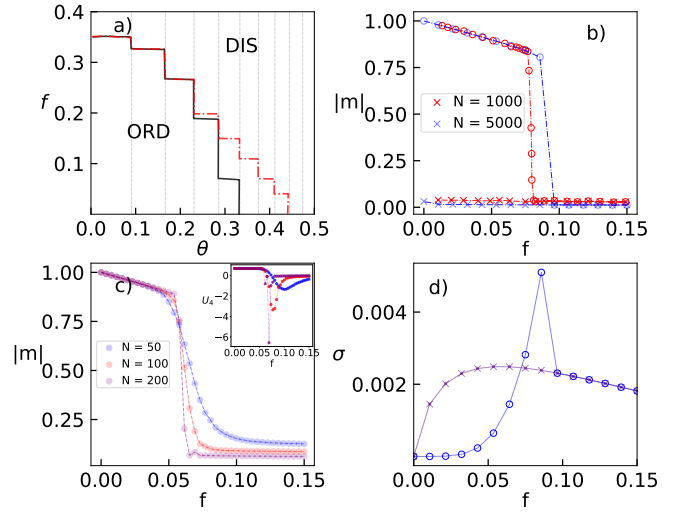 a)
DIS
ORD
f
0.4
0.3
0.2
0.1
0.0
0.1
0.2
0.3
0.4
0.5
θ
b)
|m|
1.00
0.75
0.50
0.25
0.00
N = 1000
N = 5000
0.00
0.05
0.10
0.15
f
c)
|m|
1.00
0.75
0.50
0.25
N = 50
N = 100
N = 200
0.00
0.05
0.10
0.15
f
U4
0
−2
−4
−6
0.00
0.05
0.10
0.15
f
d)
σ
0.004
0.002
0.00
0.05
0.10
0.15
f